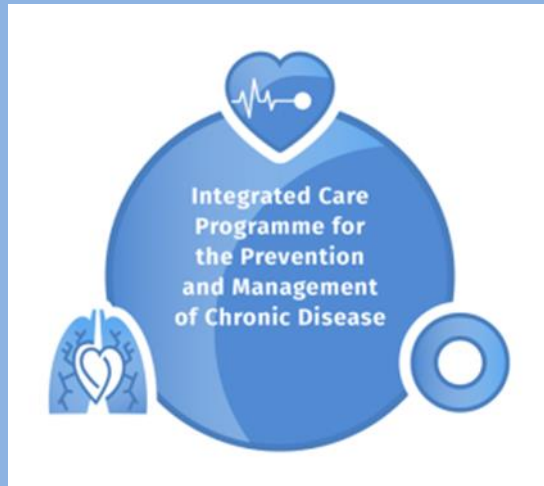 Integrated Care
Programme for
the Prevention
and Management
of Chronic Disease